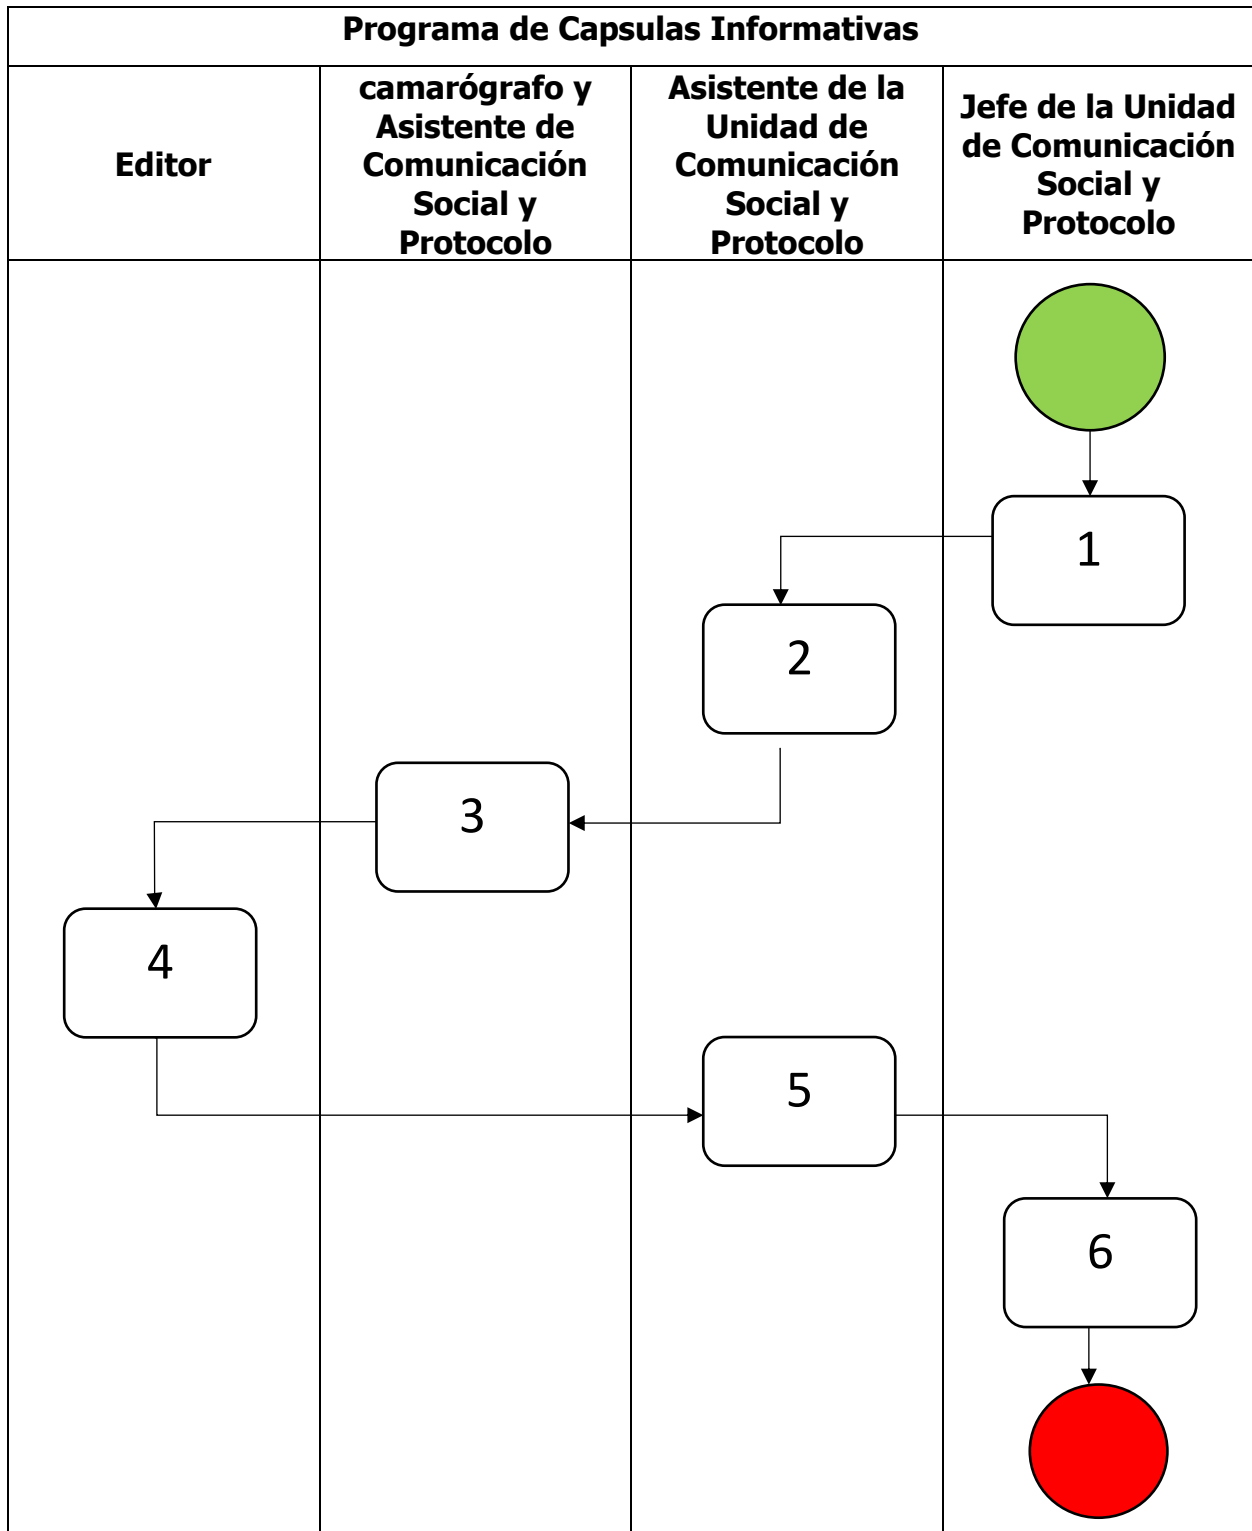 Programa de Capsulas Informativas
Editor
camarógrafo y
Asistente de
Comunicación
Social y
Protocolo
Asistente de la
Unidad de
Comunicación
Social y
Protocolo
Jefe de la Unidad
de Comunicación
Social y
Protocolo
1
2
3
4
5
6